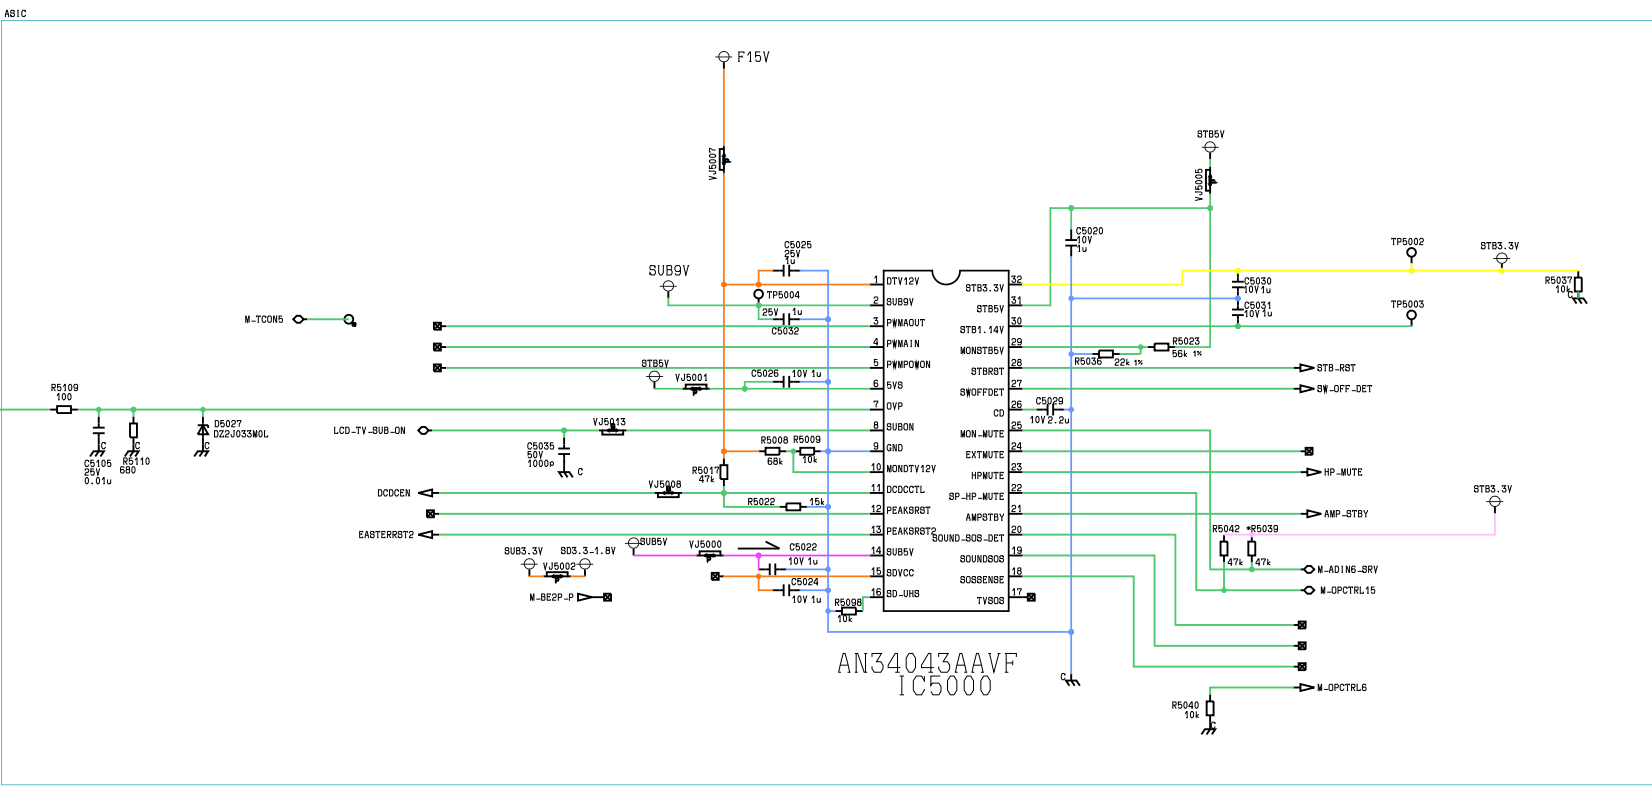 ASIC
F15V
VJ5007
STB5V
VJ5005
C5025
25V
1u
C5020
10V
1u
TP5002
STB3.3V
SUB9V
TP5004
25V 1u
C5032
C5030
10V 1u
C5031
10V 1u
R5037
10k
C
TP5003
M-TCON5
1 DTV12V
2 SUB9V
3 PWMAOUT
4 PWMAIN
5 PWMPOWON
6 5VS
7 OVP
8 SUBON
9 GND
10 MONDTV12V
11 DCDCCTL
12 PEAKSRST
13 PEAKSRST2
14 SUB5V
15 SDVCC
16 SD-UHS
STB3.3V 32
STB5V 31
STB1.14V 30
MONSTB5V 29
STBRST 28
SWOFFDET 27
CD 26
MON-MUTE 25
EXTMUTE 24
HPMUTE 23
SP-HP-MUTE 22
AMPSTBY 21
SOUND-SOS-DET 20
SOUNDSOS 19
SOSSENSE 18
TVSOS 17
R5023
56k 1%
R5036 22k 1%
STB5V
VJ5001
C5026 10V 1u
STB-RST
SW-OFF-DET
R5109
100
C5029
10V 2.2u
D5027
DZ2J033M0L
C
C
C
C5105
25V
0.01u
R5110
680
LCD-TV-SUB-ON
VJ5013
C5035
50V
1000p
C
R5008
68k
R5009
10k
R5017
47k
HP-MUTE
DCDCEN
VJ5008
R5022 15k
STB3.3V
AMP-STBY
EASTERRST2
SUB5V
VJ5000
C5022
10V 1u
R5042
47k
*R5039
47k
SUB3.3V
SD3.3-1.8V
VJ5002
M-ADIN6-SRV
C5024
10V 1u
M-OPCTRL15
M-BE2P-P
R5098
10k
AN34043AAVF
IC5000
C
M-OPCTRL6
R5040
10k
C